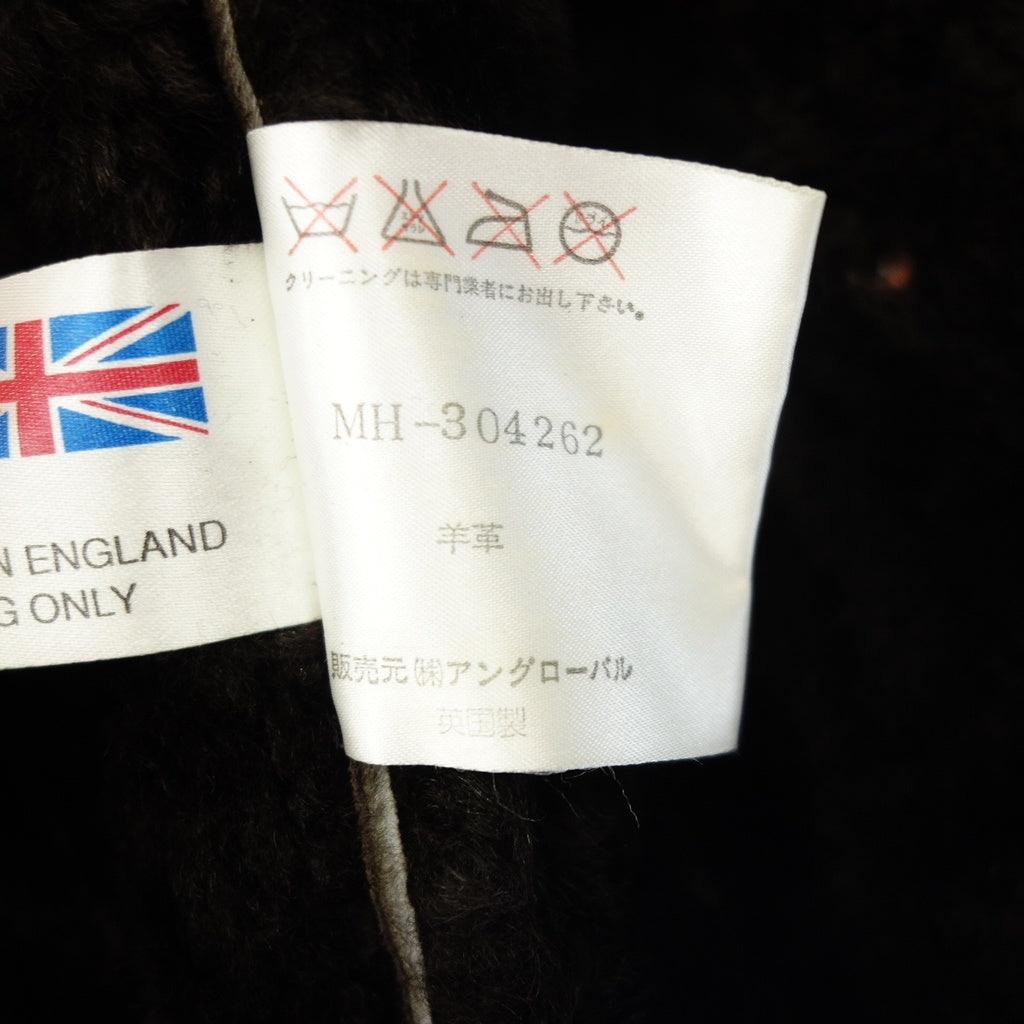 クリーニングは専門業者にお出し下さい。
MH-304262
羊革
販売元 (株)アングローバル
英国製
ENGLAND
ONLY